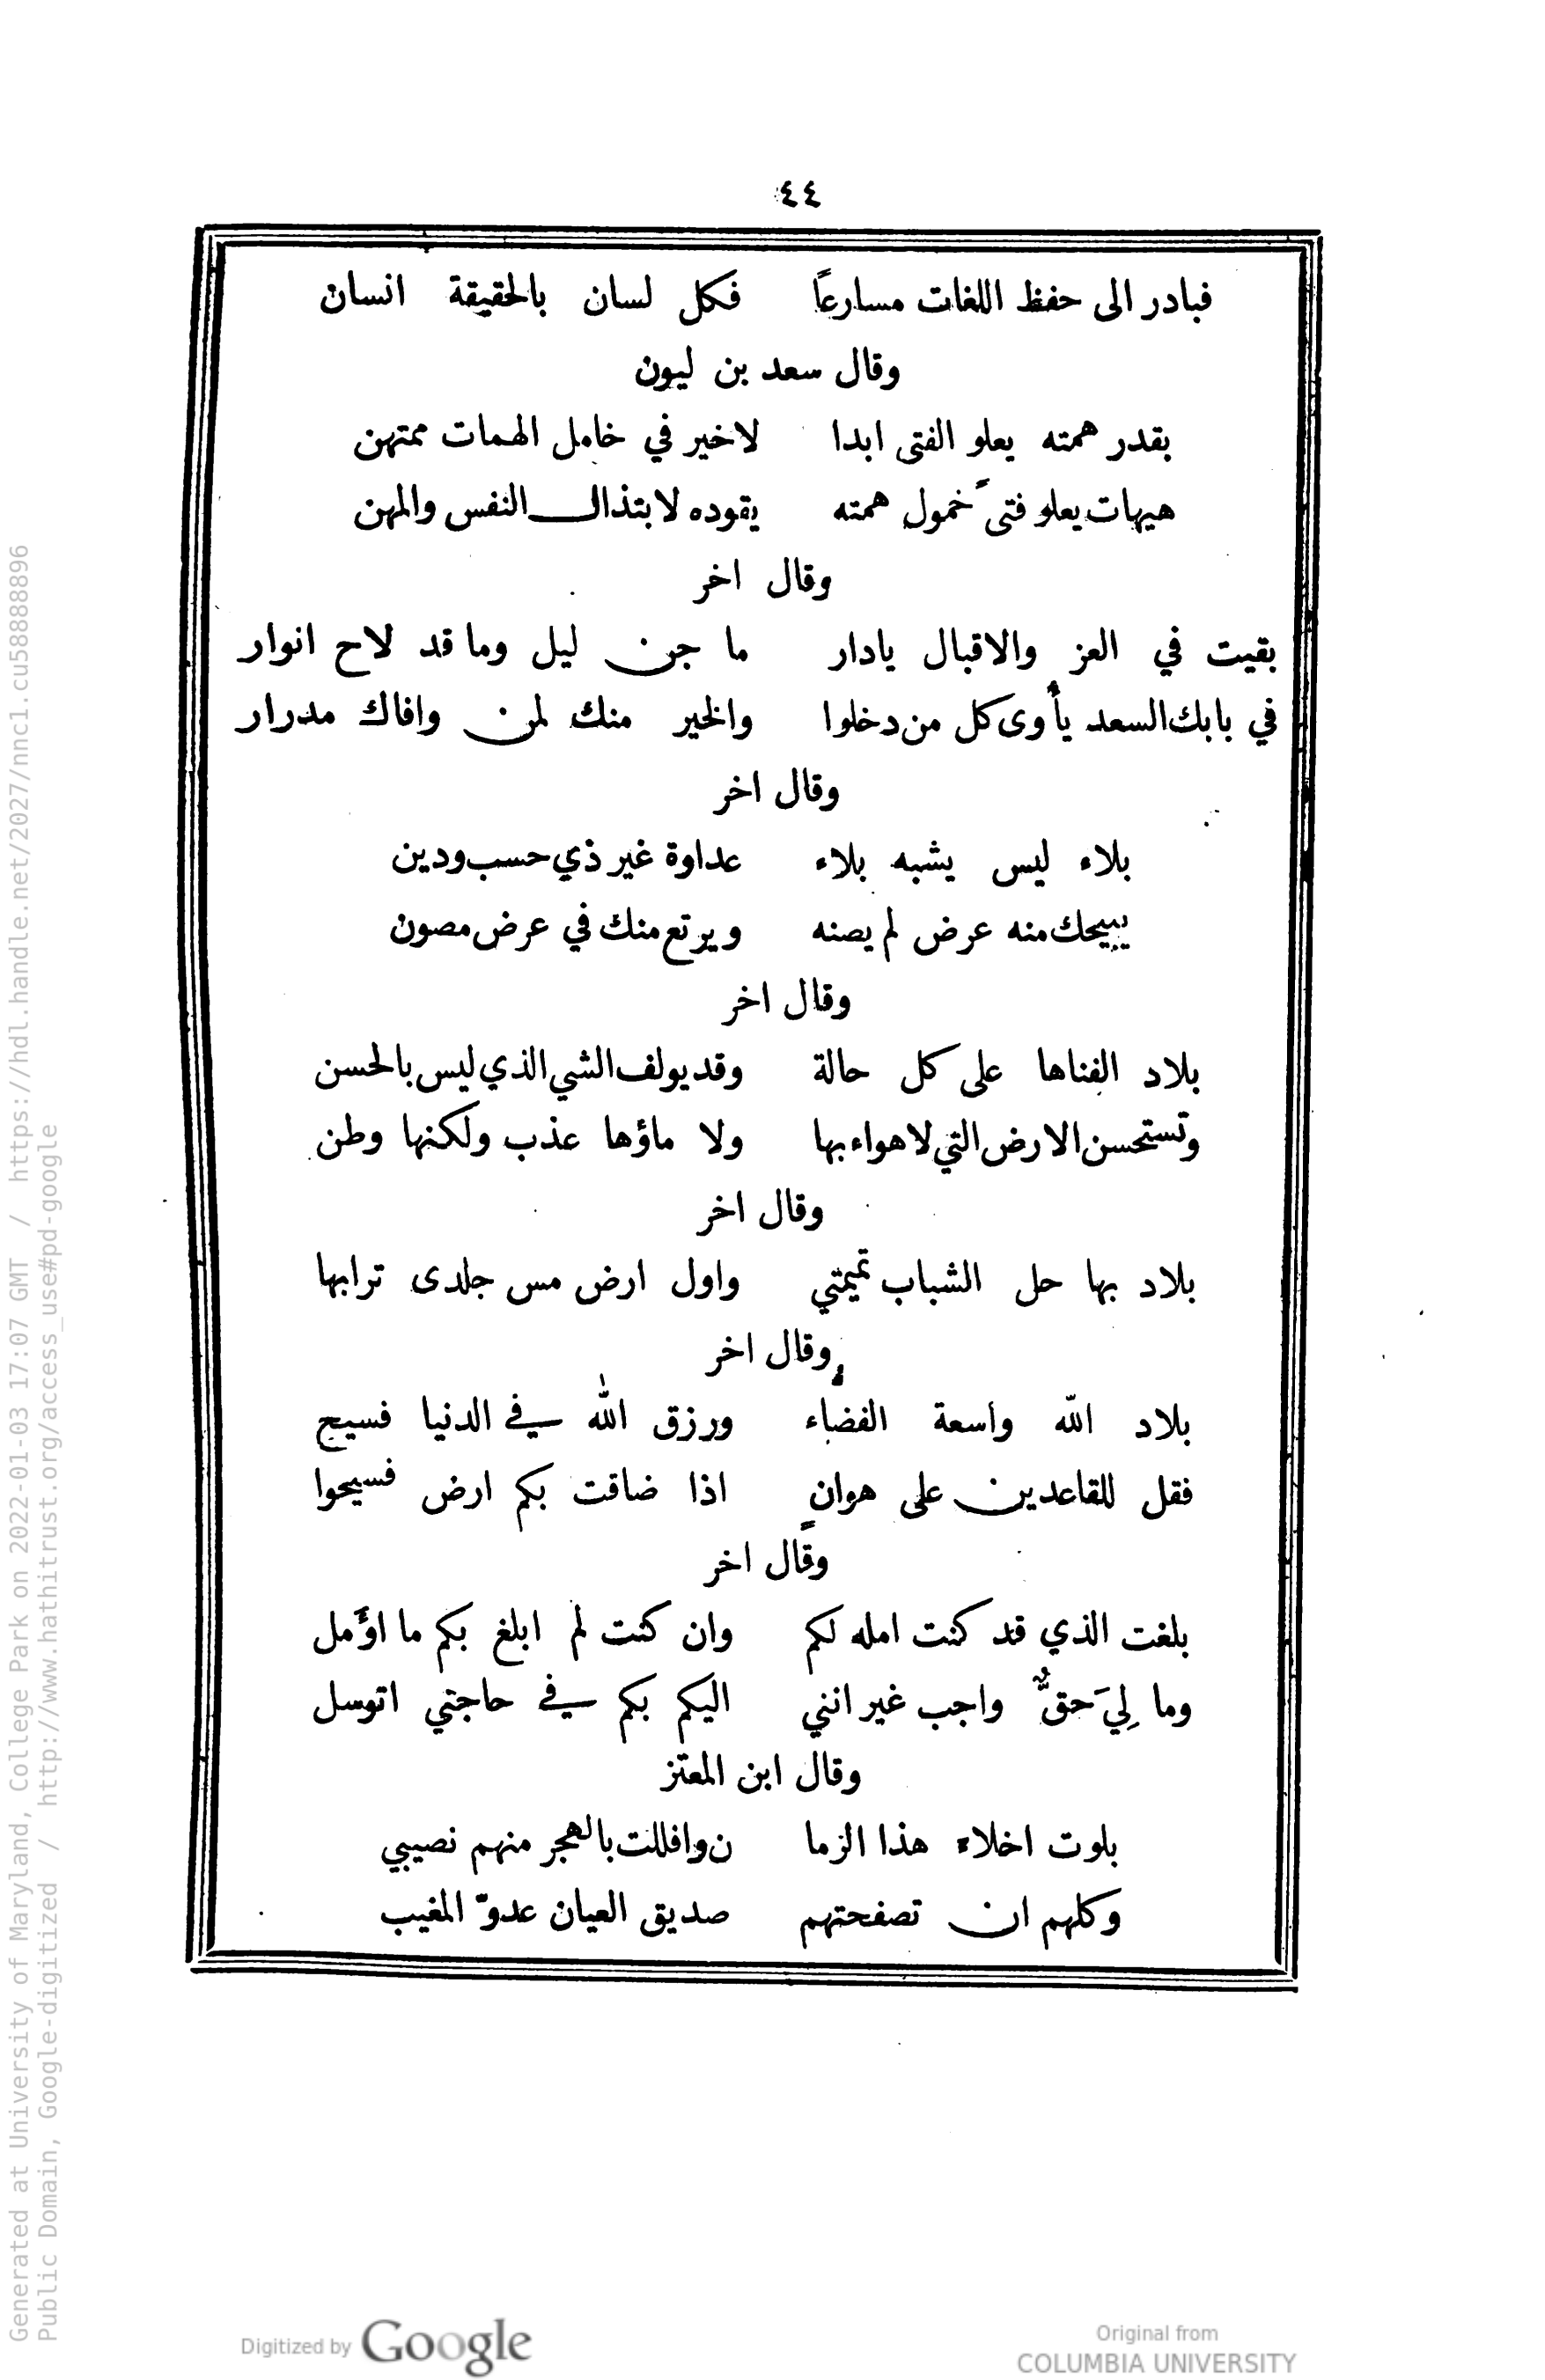 ٤٤
فبادر الى حفظ اللغات مسارعاً فكل لسان بالحقيقة انسان
وقال سعد بن ليون
بقدر همته يعلو الفتى ابدا لاخير في خامل الهمات ممتهن
هيهات يعلو فتىً خمول همته يقوده لابتذال النفس والمهن
وقال اخر
بقيت في العز والاقبال يادار ما جن ليل وما قد لاح انوار
في بابك السعد يأوى كل من دخلوا والخير منك لمن وافاك مدرار
وقال اخر
بلاء ليس يشبه بلاء عداوة غير ذي حسب ودين
يبيحك منه عرض لم يصنه ويرتع منك في عرض مصون
وقال اخر
بلاد الفناها على كل حالة وقد يولف الشي الذي ليس بالحسن
وتستحسن الارض التي لاهواء بها ولا ماؤها عذب ولكنها وطن
وقال اخر
بلاد بها حل الشباب تميمتي واول ارض مس جلدى ترابها
وقال اخر
بلاد الله واسعة الفضاء ورزق الله في الدنيا فسيح
فقل للقاعدين على هوان اذا ضاقت بكم ارض فسيحوا
وقال اخر
بلغت الذي قد كنت امله لكم وان كنت لم ابلغ بكم ما اؤمل
وما لِيَ حقٌّ واجب غير انني اليكم بكم في حاجتي اتوسل
وقال ابن المعتز
بلوت اخلاء هذا الزما ن وافللت بالهجر منهم نصيبي
وكلهم ان تصفحتهم صديق العيان عدوّ المغيب
Generated at University of Maryland, College Park on 2022-01-03 17:07 GMT / https://hdl.handle.net/2027/nnc1.cu58888896
Public Domain, Google-digitized / http://www.hathitrust.org/access_use#pd-google
Digitized by Google
Original from
COLUMBIA UNIVERSITY